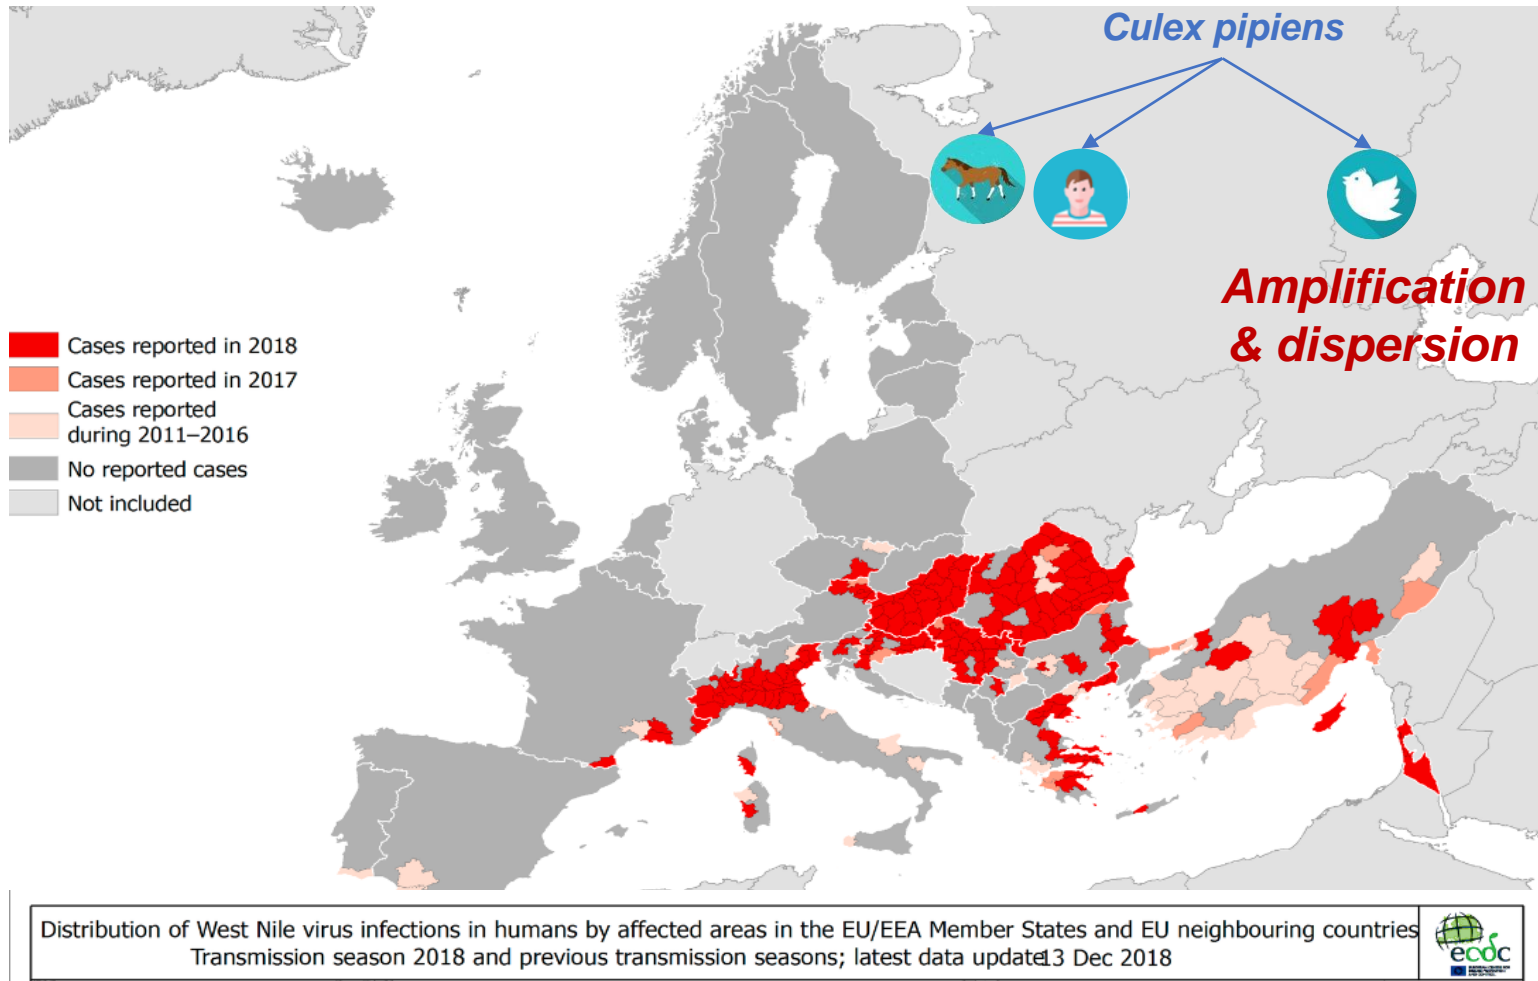 Culex pipiens
Amplification
& dispersion
Cases reported in 2018
Cases reported in 2017
Cases reported
during 2011–2016
No reported cases
Not included
Distribution of West Nile virus infections in humans by affected areas in the EU/EEA Member States and EU neighbouring countries
Transmission season 2018 and previous transmission seasons; latest data update13 Dec 2018
ecdc